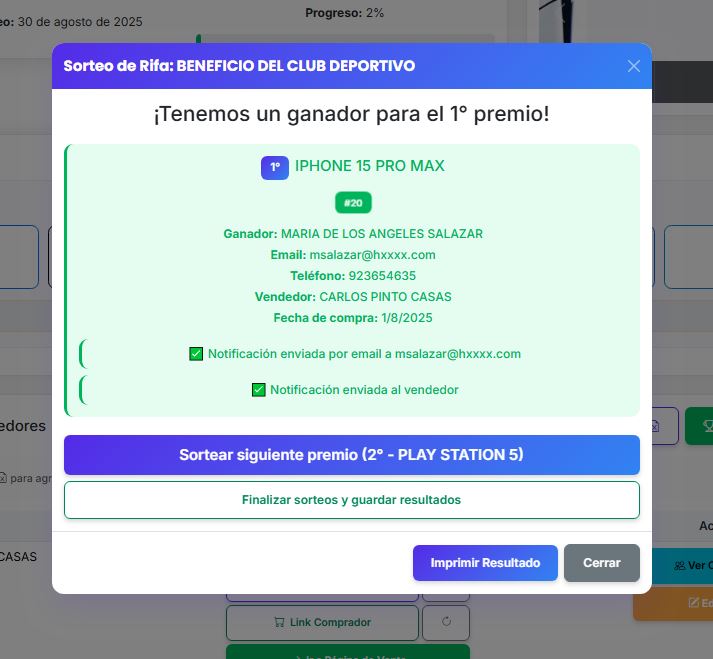 eo: 30 de agosto de 2025
Progreso: 2%
Sorteo de Rifa: BENEFICIO DEL CLUB DEPORTIVO
¡Tenemos un ganador para el 1° premio!
1° IPHONE 15 PRO MAX
#20
Ganador: MARIA DE LOS ANGELES SALAZAR
Email: msalazar@hxxxx.com
Teléfono: 923654635
Vendedor: CARLOS PINTO CASAS
Fecha de compra: 1/8/2025
Notificación enviada por email a msalazar@hxxxx.com
Notificación enviada al vendedor
edores
Sortear siguiente premio (2° - PLAY STATION 5)
para agr
Finalizar sorteos y guardar resultados
Ac
CASAS
Imprimir Resultado
Cerrar
Ver C
Ed
Link Comprador